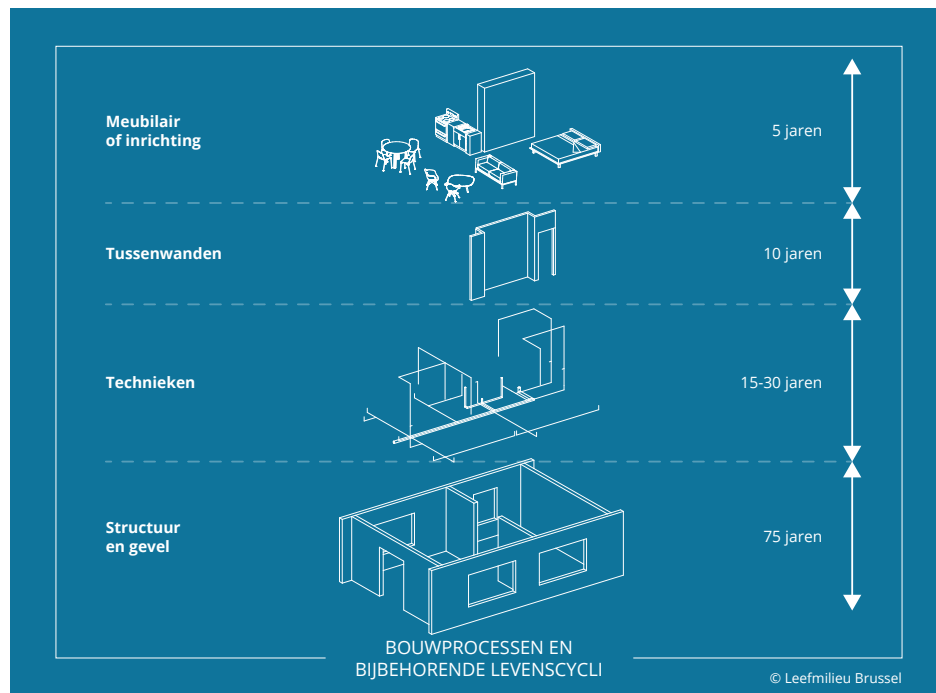 Meubilair
of inrichting
5 jaren
Tussenwanden
10 jaren
Technieken
15-30 jaren
Structuur
en gevel
75 jaren
BOUWPROCESSEN EN
BIJBEHORENDE LEVENSCYCLI
© Leefmilieu Brussel